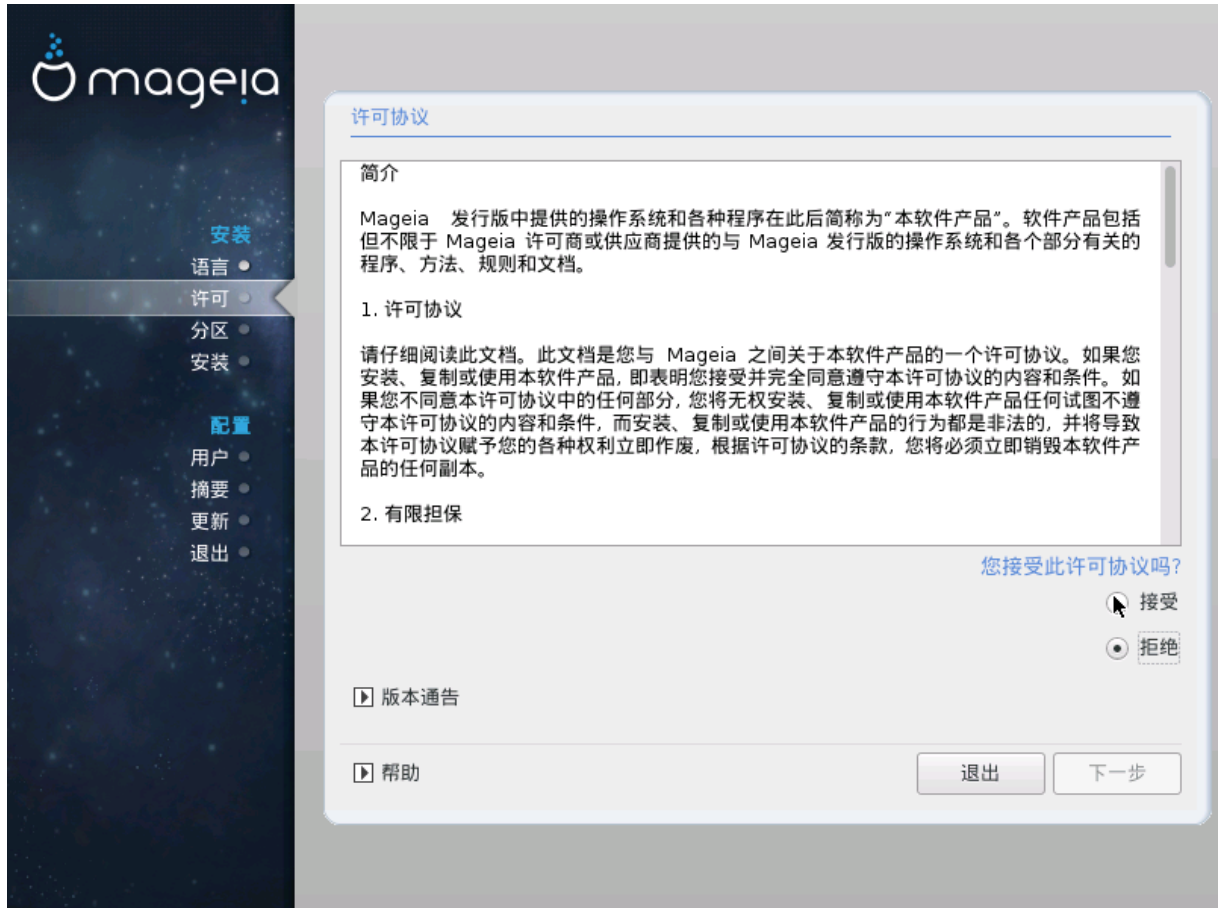 mageia
安装
语言
许可
分区
安装
配置
用户
摘要
更新
退出
许可协议
简介
Mageia 发行版中提供的操作系统和各种程序在此后简称为“本软件产品”。软件产品包括
但不限于 Mageia 许可商或供应商提供的与 Mageia 发行版的操作系统和各个部分有关的
程序、方法、规则和文档。
1. 许可协议
请仔细阅读此文档。此文档是您与 Mageia 之间关于本软件产品的一个许可协议。如果您
安装、复制或使用本软件产品, 即表明您接受并完全同意遵守本许可协议的内容和条件。如
果您不同意本许可协议中的任何部分, 您将无权安装、复制或使用本软件产品任何试图不遵
守本许可协议的内容和条件, 而安装、复制或使用本软件产品的行为都是非法的, 并将导致
本许可协议赋予您的各种权利立即作废, 根据许可协议的条款, 您将必须立即销毁本软件产
品的任何副本。
2. 有限担保
您接受此许可协议吗?
接受
拒绝
版本通告
帮助
退出
下一步